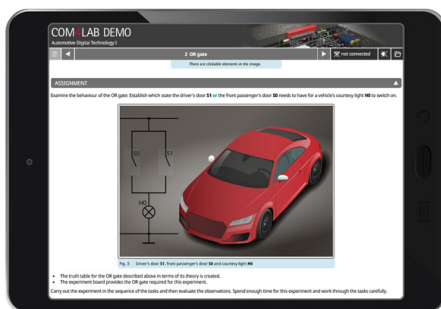 COM4LAB DEMO
Automotive Digital Technology I
2 OR gate
not connected
There are clickable elements in the image.
ASSIGNMENT
Examine the behaviour of the OR gate: Establish which state the driver's door S1 or the front passenger's door S0 needs to have for a vehicle's courtesy light H0 to switch on.
S0 S1
H0
Fig. 3: Driver's door S1, front passenger's door S0 and courtesy light H0
• The truth table for the OR gate described above in terms of its theory is created.
• The experiment board provides the OR gate required for this experiment.
Carry out the experiment in the sequence of the tasks and then evaluate the observations. Spend enough time for this experiment and work through the tasks carefully.